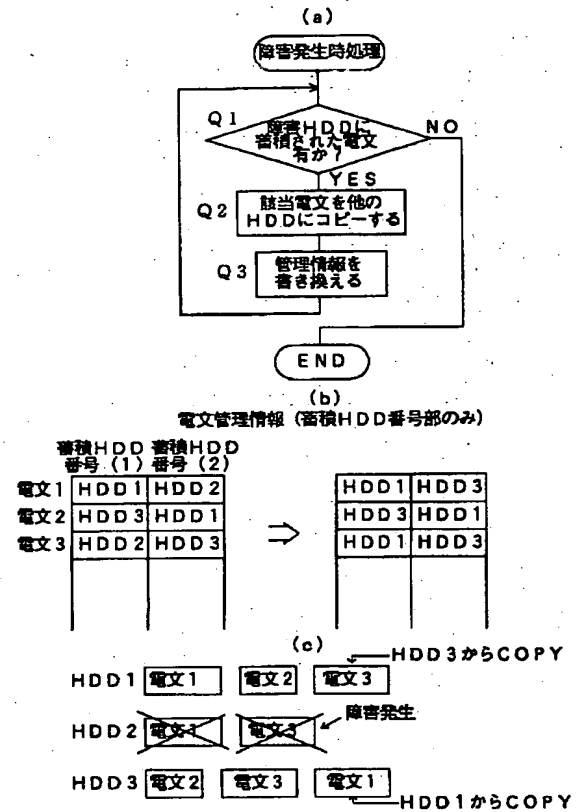 (a)
障害発生時処理
Q1
障害HDDに
蓄積された電文
有か?
NO
YES
Q2
該当電文を他の
HDDにコピーする
Q3
管理情報を
書き換える
END
(b)
電文管理情報(蓄積HDD番号部のみ)
蓄積HDD 蓄積HDD
番号(1) 番号(2)
電文1 HDD1 HDD2
電文2 HDD3 HDD1
電文3 HDD2 HDD3
⇒
HDD1 HDD3
HDD3 HDD1
HDD1 HDD3
(c)
HDD3からCOPY
HDD1 電文1 電文2 電文3
障害発生
HDD2 電文1 電文3
HDD3 電文2 電文3 電文1
HDD1からCOPY